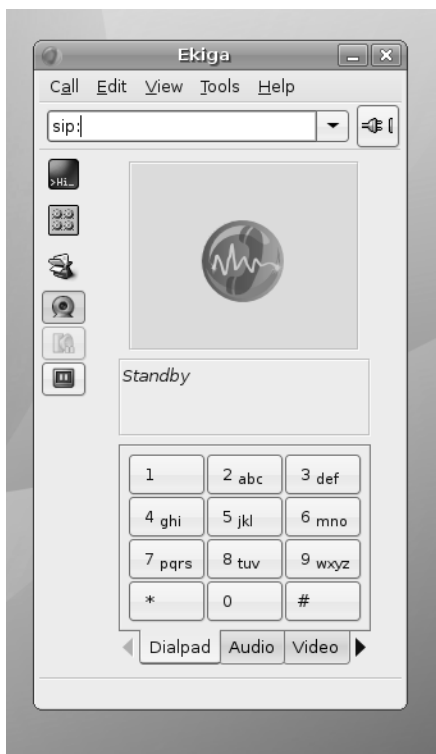 Ekiga
Call Edit View Tools Help
sip:
>Hi_
Standby
1 2 abc 3 def
4 ghi 5 jkl 6 mno
7 pqrs 8 tuv 9 wxyz
* 0 #
Dialpad Audio Video